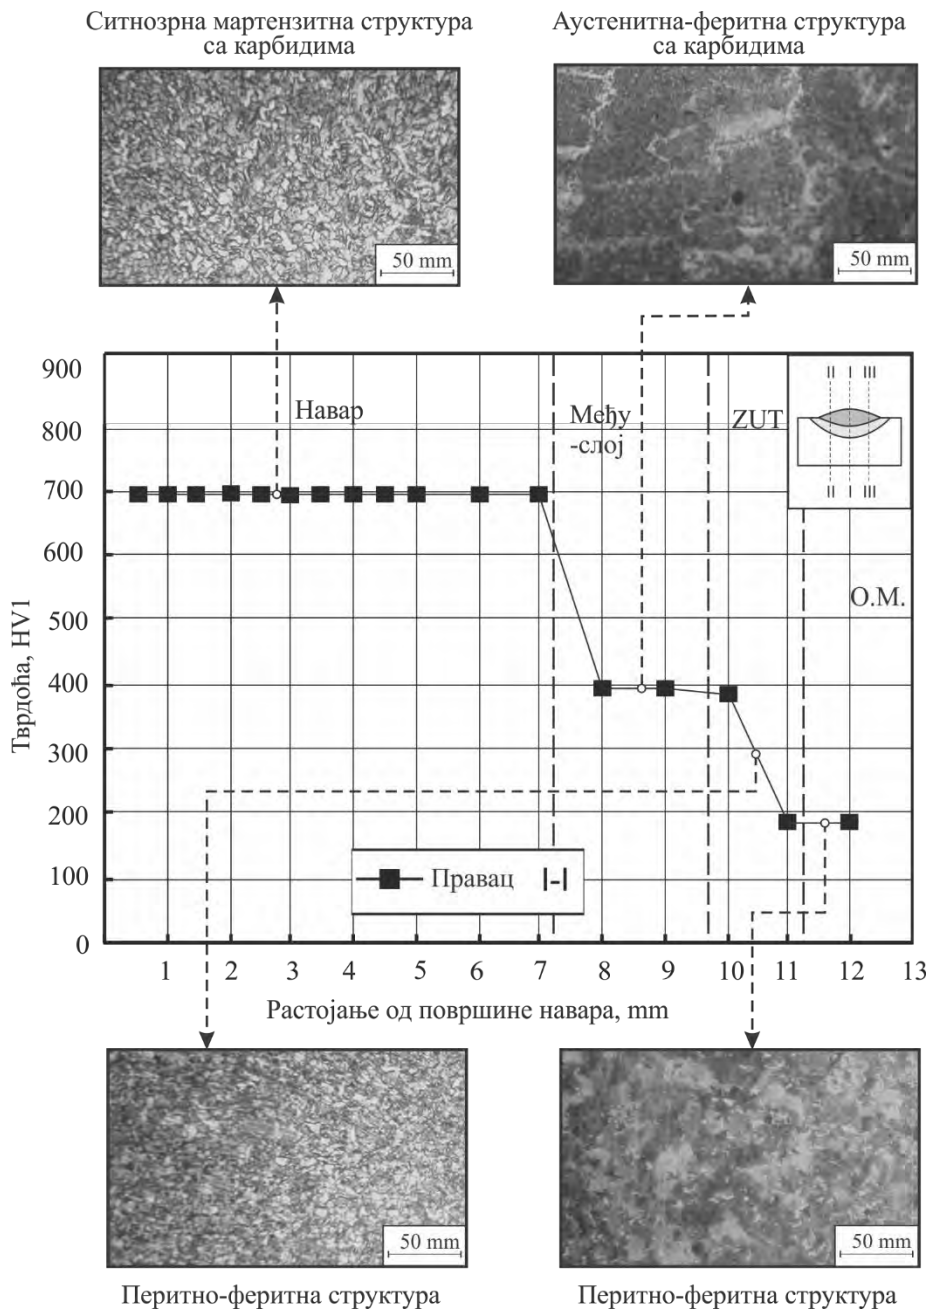 Ситнозрна мартензитна структура
са карбидима
Аустенитна-феритна структура
са карбидима
50 mm
50 mm
900
800
700
600
500
400
300
200
100
0
Тврдоћа, HV1
Навар
Међу
-слој
ZUT
II I III
II I III
О.М.
Правац I-I
1 2 3 4 5 6 7 8 9 10 11 12 13
Растојање од површине навара, mm
50 mm
50 mm
Перитно-феритна структура
Перитно-феритна структура